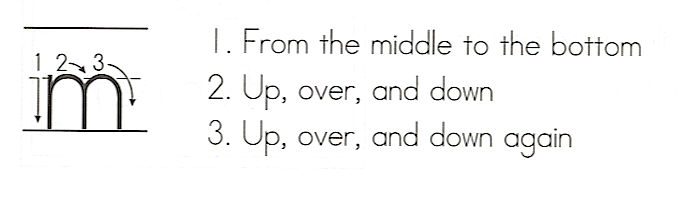 1 2 3
m
1. From the middle to the bottom
2. Up, over, and down
3. Up, over, and down again